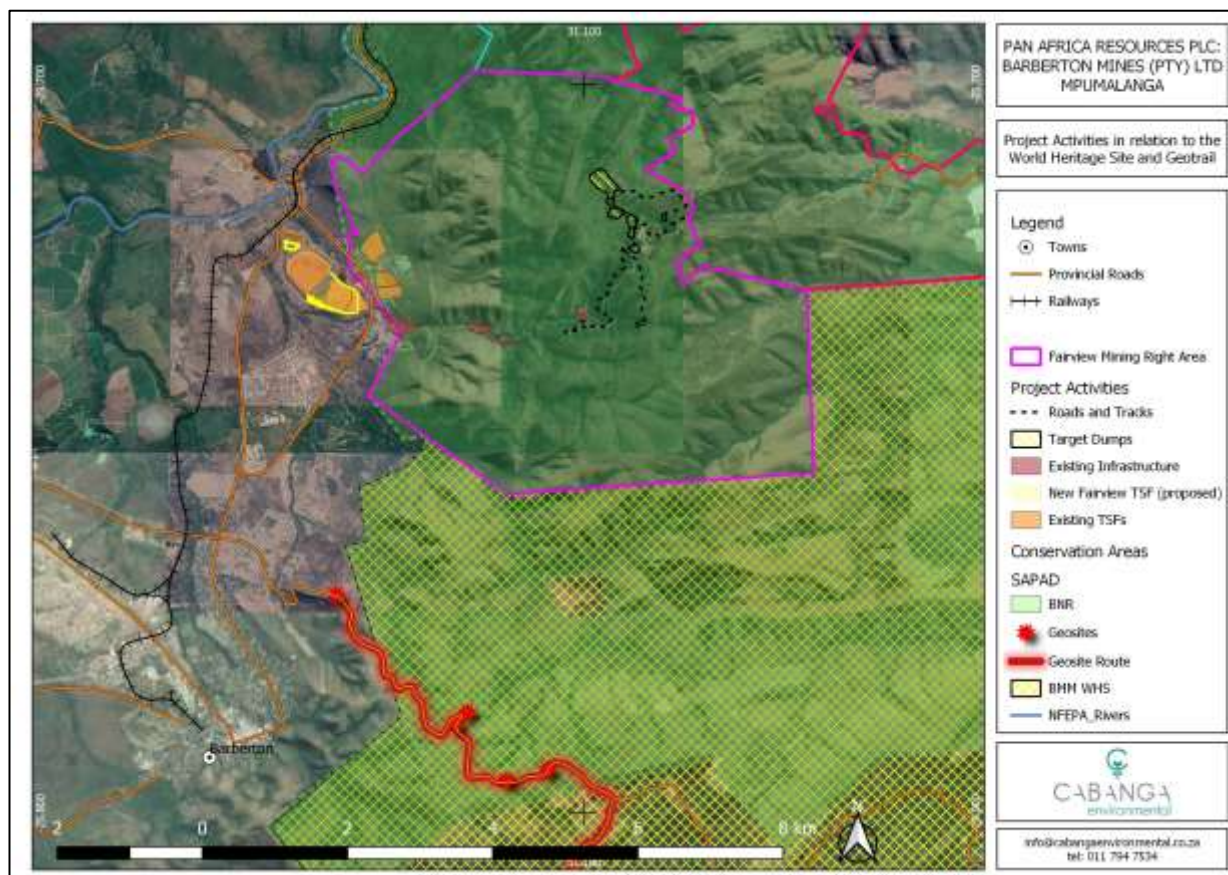 31.100
PAN AFRICA RESOURCES PLC:
BARBERTON MINES (PTY) LTD
MPUMALANGA
Project Activities in relation to the
World Heritage Site and Geotrail
Legend
Towns
Provincial Roads
Railways
Fairview Mining Right Area
Project Activities
Roads and Tracks
Target Dumps
Existing Infrastructure
New Fairview TSF (proposed)
Existing TSFs
Conservation Areas
SAPAD
BNR
Geosites
Geosite Route
BMM WHS
NFEPA_Rivers
Barberton
N
2 0 2 4 6 8 km
CABANGA
environmental
info@cabangaenvironmental.co.za
tel: 011 794 7534